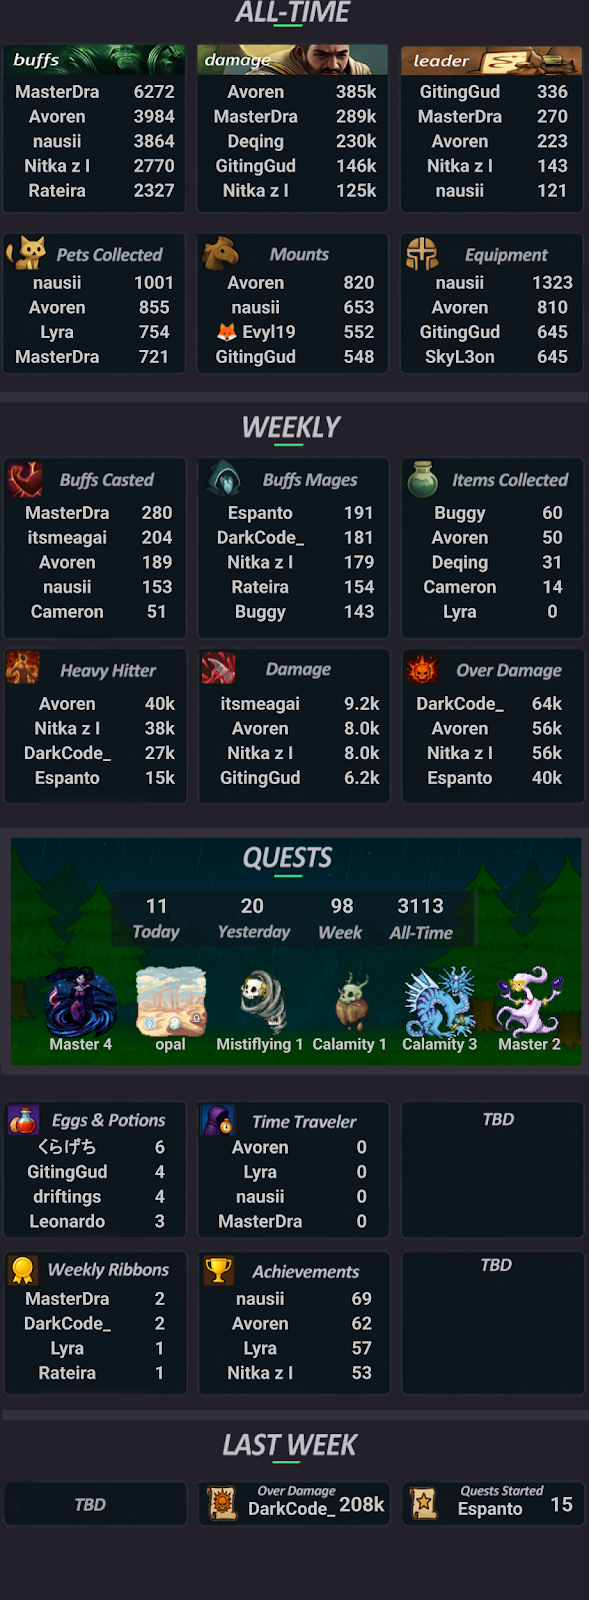 ALL-TIME
buffs
MasterDra 6272
Avoren 3984
nausii 3864
Nitka z l 2770
Rateira 2327
damage
Avoren 385k
MasterDra 289k
Deqing 230k
GitingGud 146k
Nitka z l 125k
leader
GitingGud 336
MasterDra 270
Avoren 223
Nitka z l 143
nausii 121
Pets Collected
nausii 1001
Avoren 855
Lyra 754
MasterDra 721
Mounts
Avoren 820
nausii 653
🦊 Evyl19 552
GitingGud 548
Equipment
nausii 1323
Avoren 810
GitingGud 645
SkyL3on 645
WEEKLY
Buffs Casted
MasterDra 280
itsmeagai 204
Avoren 189
nausii 153
Cameron 51
Buffs Mages
Espanto 191
DarkCode_ 181
Nitka z l 179
Rateira 154
Buggy 143
Items Collected
Buggy 60
Avoren 50
Deqing 31
Cameron 14
Lyra 0
Heavy Hitter
Avoren 40k
Nitka z l 38k
DarkCode_ 27k
Espanto 15k
Damage
itsmeagai 9.2k
Avoren 8.0k
Nitka z l 8.0k
GitingGud 6.2k
Over Damage
DarkCode_ 64k
Avoren 56k
Nitka z l 56k
Espanto 40k
QUESTS
11 20 98 3113
Today Yesterday Week All-Time
Master 4 opal Mistiflying 1 Calamity 1 Calamity 3 Master 2
Eggs & Potions
くらげち 6
GitingGud 4
driftings 4
Leonardo 3
Time Traveler
Avoren 0
Lyra 0
nausii 0
MasterDra 0
TBD
Weekly Ribbons
MasterDra 2
DarkCode_ 2
Lyra 1
Rateira 1
Achievements
nausii 69
Avoren 62
Lyra 57
Nitka z l 53
TBD
LAST WEEK
TBD
Over Damage
DarkCode_ 208k
Quests Started
Espanto 15